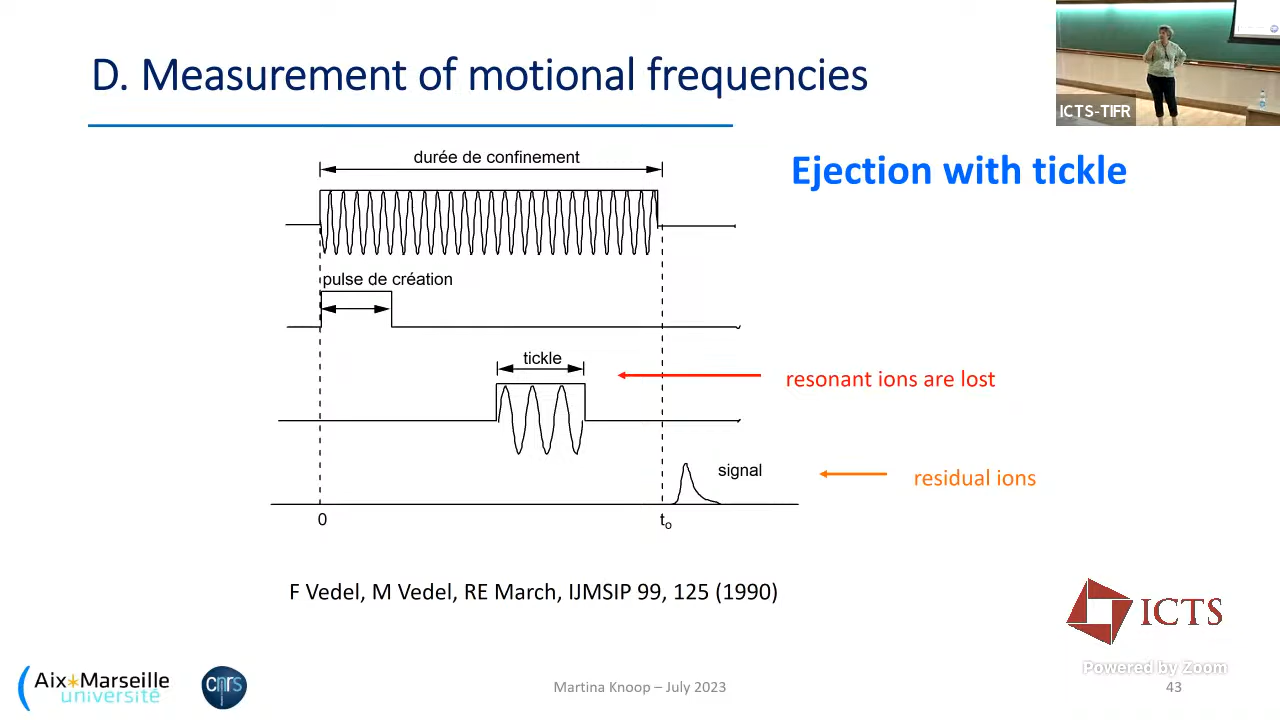 D. Measurement of motional frequencies
ICTS-TIFR
Ejection with tickle
durée de confinement
pulse de création
tickle
resonant ions are lost
signal
residual ions
0
to
F Vedel, M Vedel, RE March, IJMSIP 99, 125 (1990)
ICTS
Powered by Zoom
Aix*Marseille
université
cnrs
Martina Knoop – July 2023
43